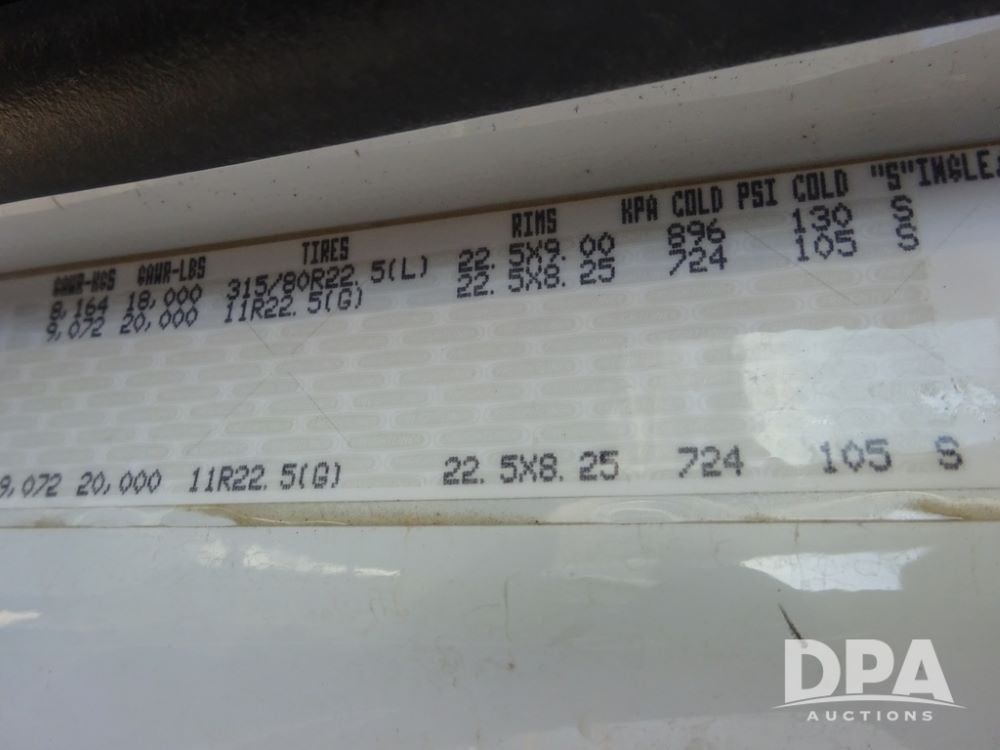 GAWR-KGS GAWR-LBS TIRES RIMS KPA COLD PSI COLD "S"INGLE
8,164 18,000 315/80R22.5(L) 22.5X9.00 896 130 S
9,072 20,000 11R22.5(G) 22.5X8.25 724 105 S
9,072 20,000 11R22.5(G) 22.5X8.25 724 105 S
DPA
AUCTIONS